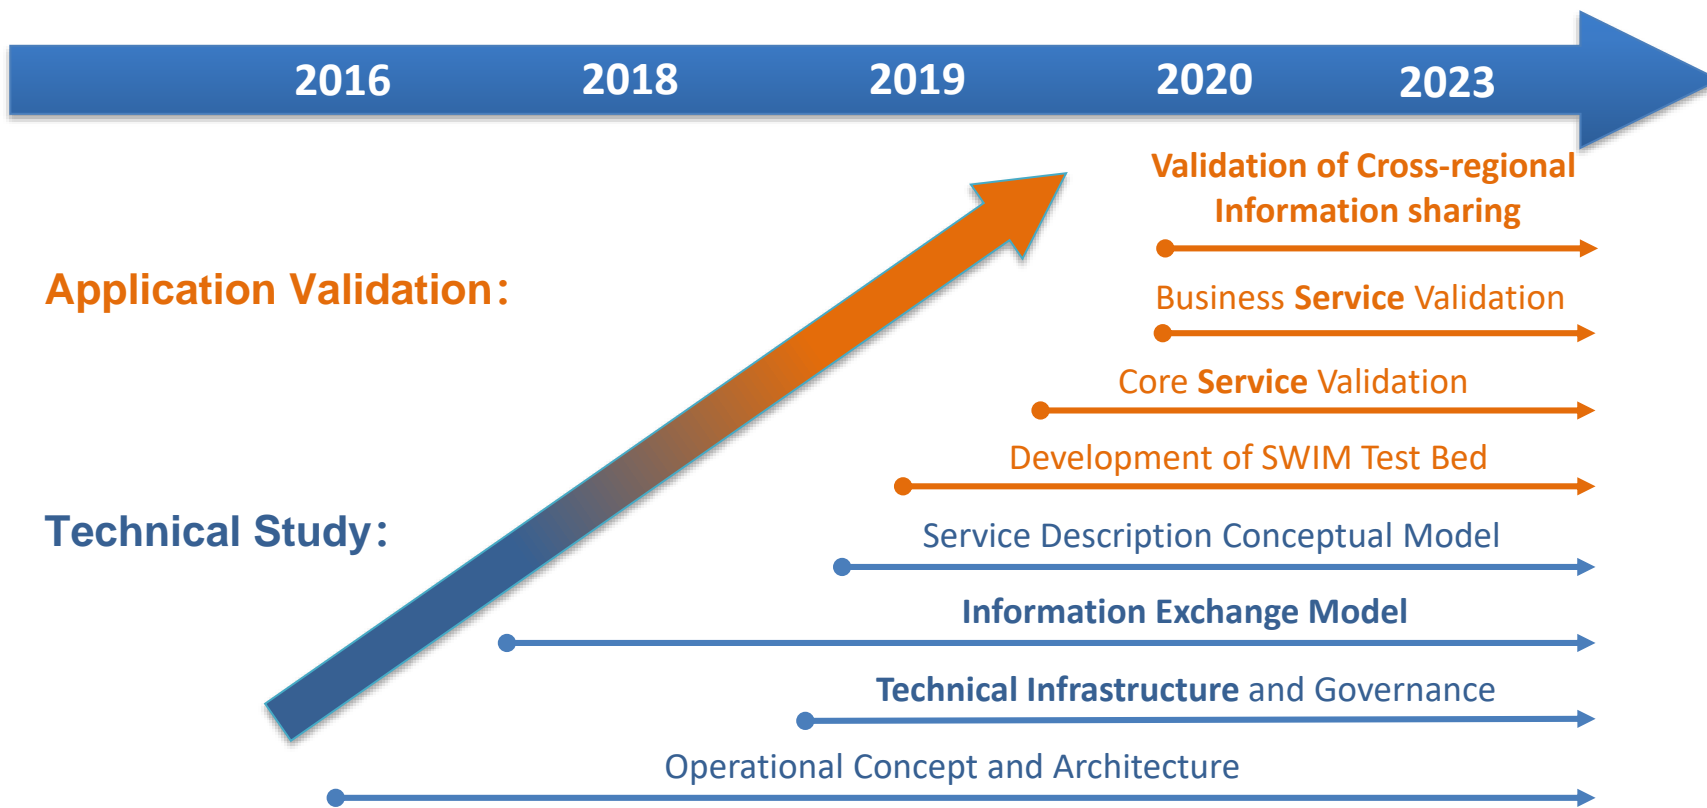 2016 2018 2019 2020 2023
Validation of Cross-regional
Information sharing
Application Validation:
Business Service Validation
Core Service Validation
Development of SWIM Test Bed
Technical Study:
Service Description Conceptual Model
Information Exchange Model
Technical Infrastructure and Governance
Operational Concept and Architecture